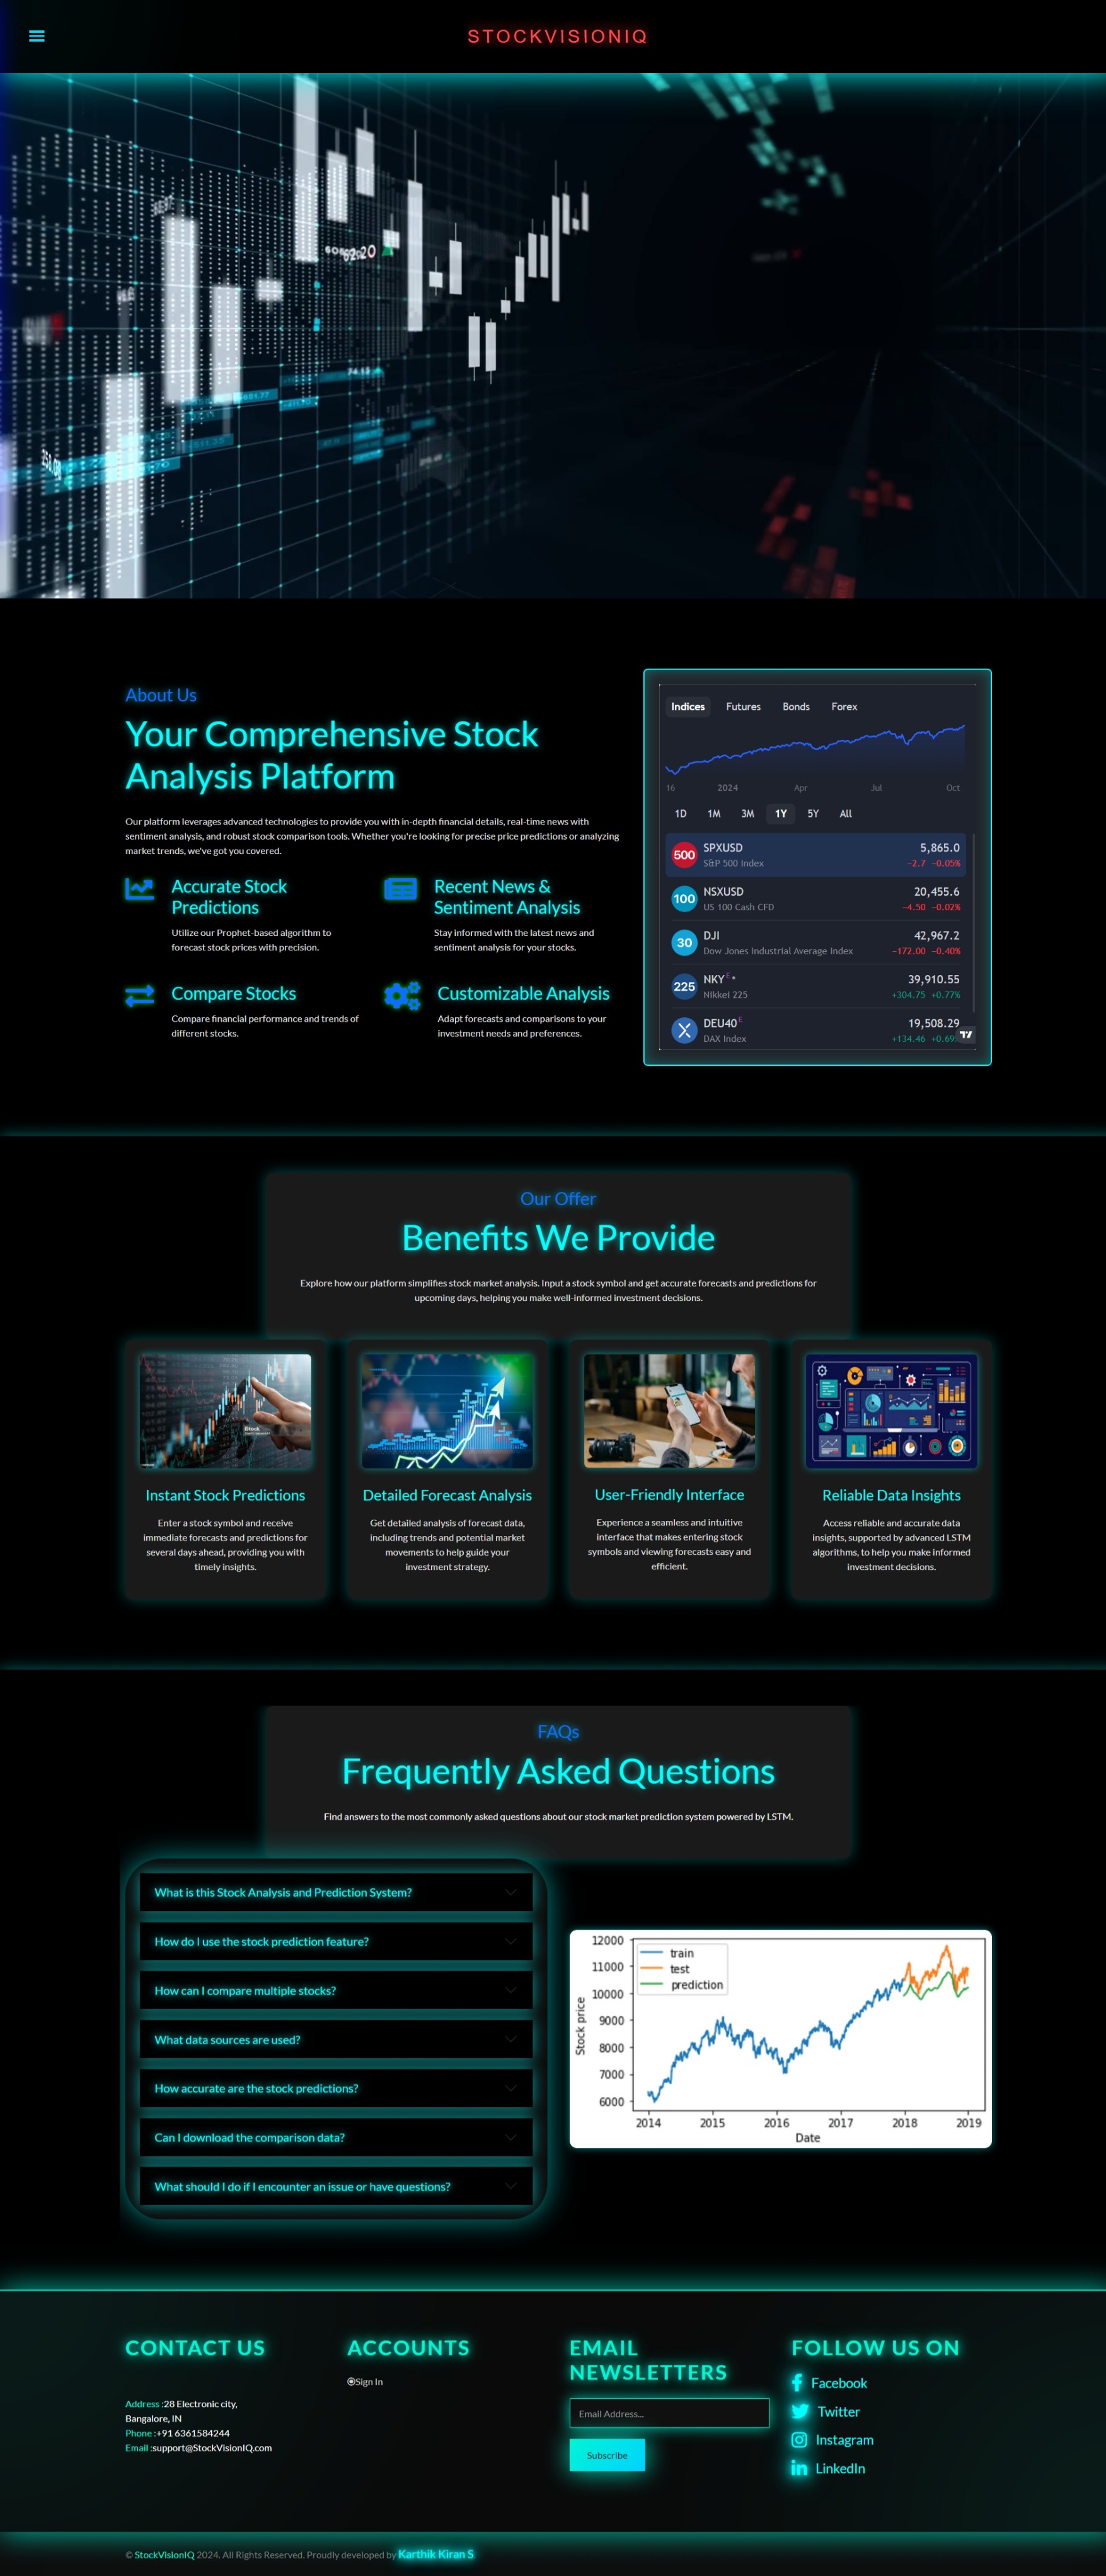 STOCKVISIONIQ
About Us
Your Comprehensive Stock
Analysis Platform
Our platform leverages advanced technologies to provide you with in-depth financial details, real-time news with
sentiment analysis, and robust stock comparison tools. Whether you're looking for precise price predictions or analyzing
market trends, we've got you covered.
Accurate Stock
Predictions
Utilize our Prophet-based algorithm to
forecast stock prices with precision.
Recent News &
Sentiment Analysis
Stay informed with the latest news and
sentiment analysis for your stocks.
Compare Stocks
Compare financial performance and trends of
different stocks.
Customizable Analysis
Adapt forecasts and comparisons to your
investment needs and preferences.
Indices Futures Bonds Forex
16 2024 Apr Jul Oct
1D 1M 3M 1Y 5Y All
500 SPXUSD 5,865.0
S&P 500 Index -2.7 -0.05%
100 NSXUSD 20,455.6
US 100 Cash CFD -4.50 -0.02%
30 DJI 42,967.2
Dow Jones Industrial Average Index -172.00 -0.40%
225 NKY E 39,910.55
Nikkei 225 +304.75 +0.77%
DEU40 E 19,508.29
DAX Index +134.46 +0.69
Our Offer
Benefits We Provide
Explore how our platform simplifies stock market analysis. Input a stock symbol and get accurate forecasts and predictions for
upcoming days, helping you make well-informed investment decisions.
Instant Stock Predictions
Enter a stock symbol and receive
immediate forecasts and predictions for
several days ahead, providing you with
timely insights.
Detailed Forecast Analysis
Get detailed analysis of forecast data,
including trends and potential market
movements to help guide your
investment strategy.
User-Friendly Interface
Experience a seamless and intuitive
interface that makes entering stock
symbols and viewing forecasts easy and
efficient.
Reliable Data Insights
Access reliable and accurate data
insights, supported by advanced LSTM
algorithms, to help you make informed
investment decisions.
FAQs
Frequently Asked Questions
Find answers to the most commonly asked questions about our stock market prediction system powered by LSTM.
What is this Stock Analysis and Prediction System?
How do I use the stock prediction feature?
How can I compare multiple stocks?
What data sources are used?
How accurate are the stock predictions?
Can I download the comparison data?
What should I do if I encounter an issue or have questions?
train
test
prediction
Stock price
12000
11000
10000
9000
8000
7000
6000
2014 2015 2016 2017 2018 2019
Date
CONTACT US
Address :28 Electronic city,
Bangalore, IN
Phone :+91 6361584244
Email :support@StockVisionIQ.com
ACCOUNTS
Sign In
EMAIL
NEWSLETTERS
Email Address...
Subscribe
FOLLOW US ON
Facebook
Twitter
Instagram
LinkedIn
© StockVisionIQ 2024. All Rights Reserved. Proudly developed by Karthik Kiran S